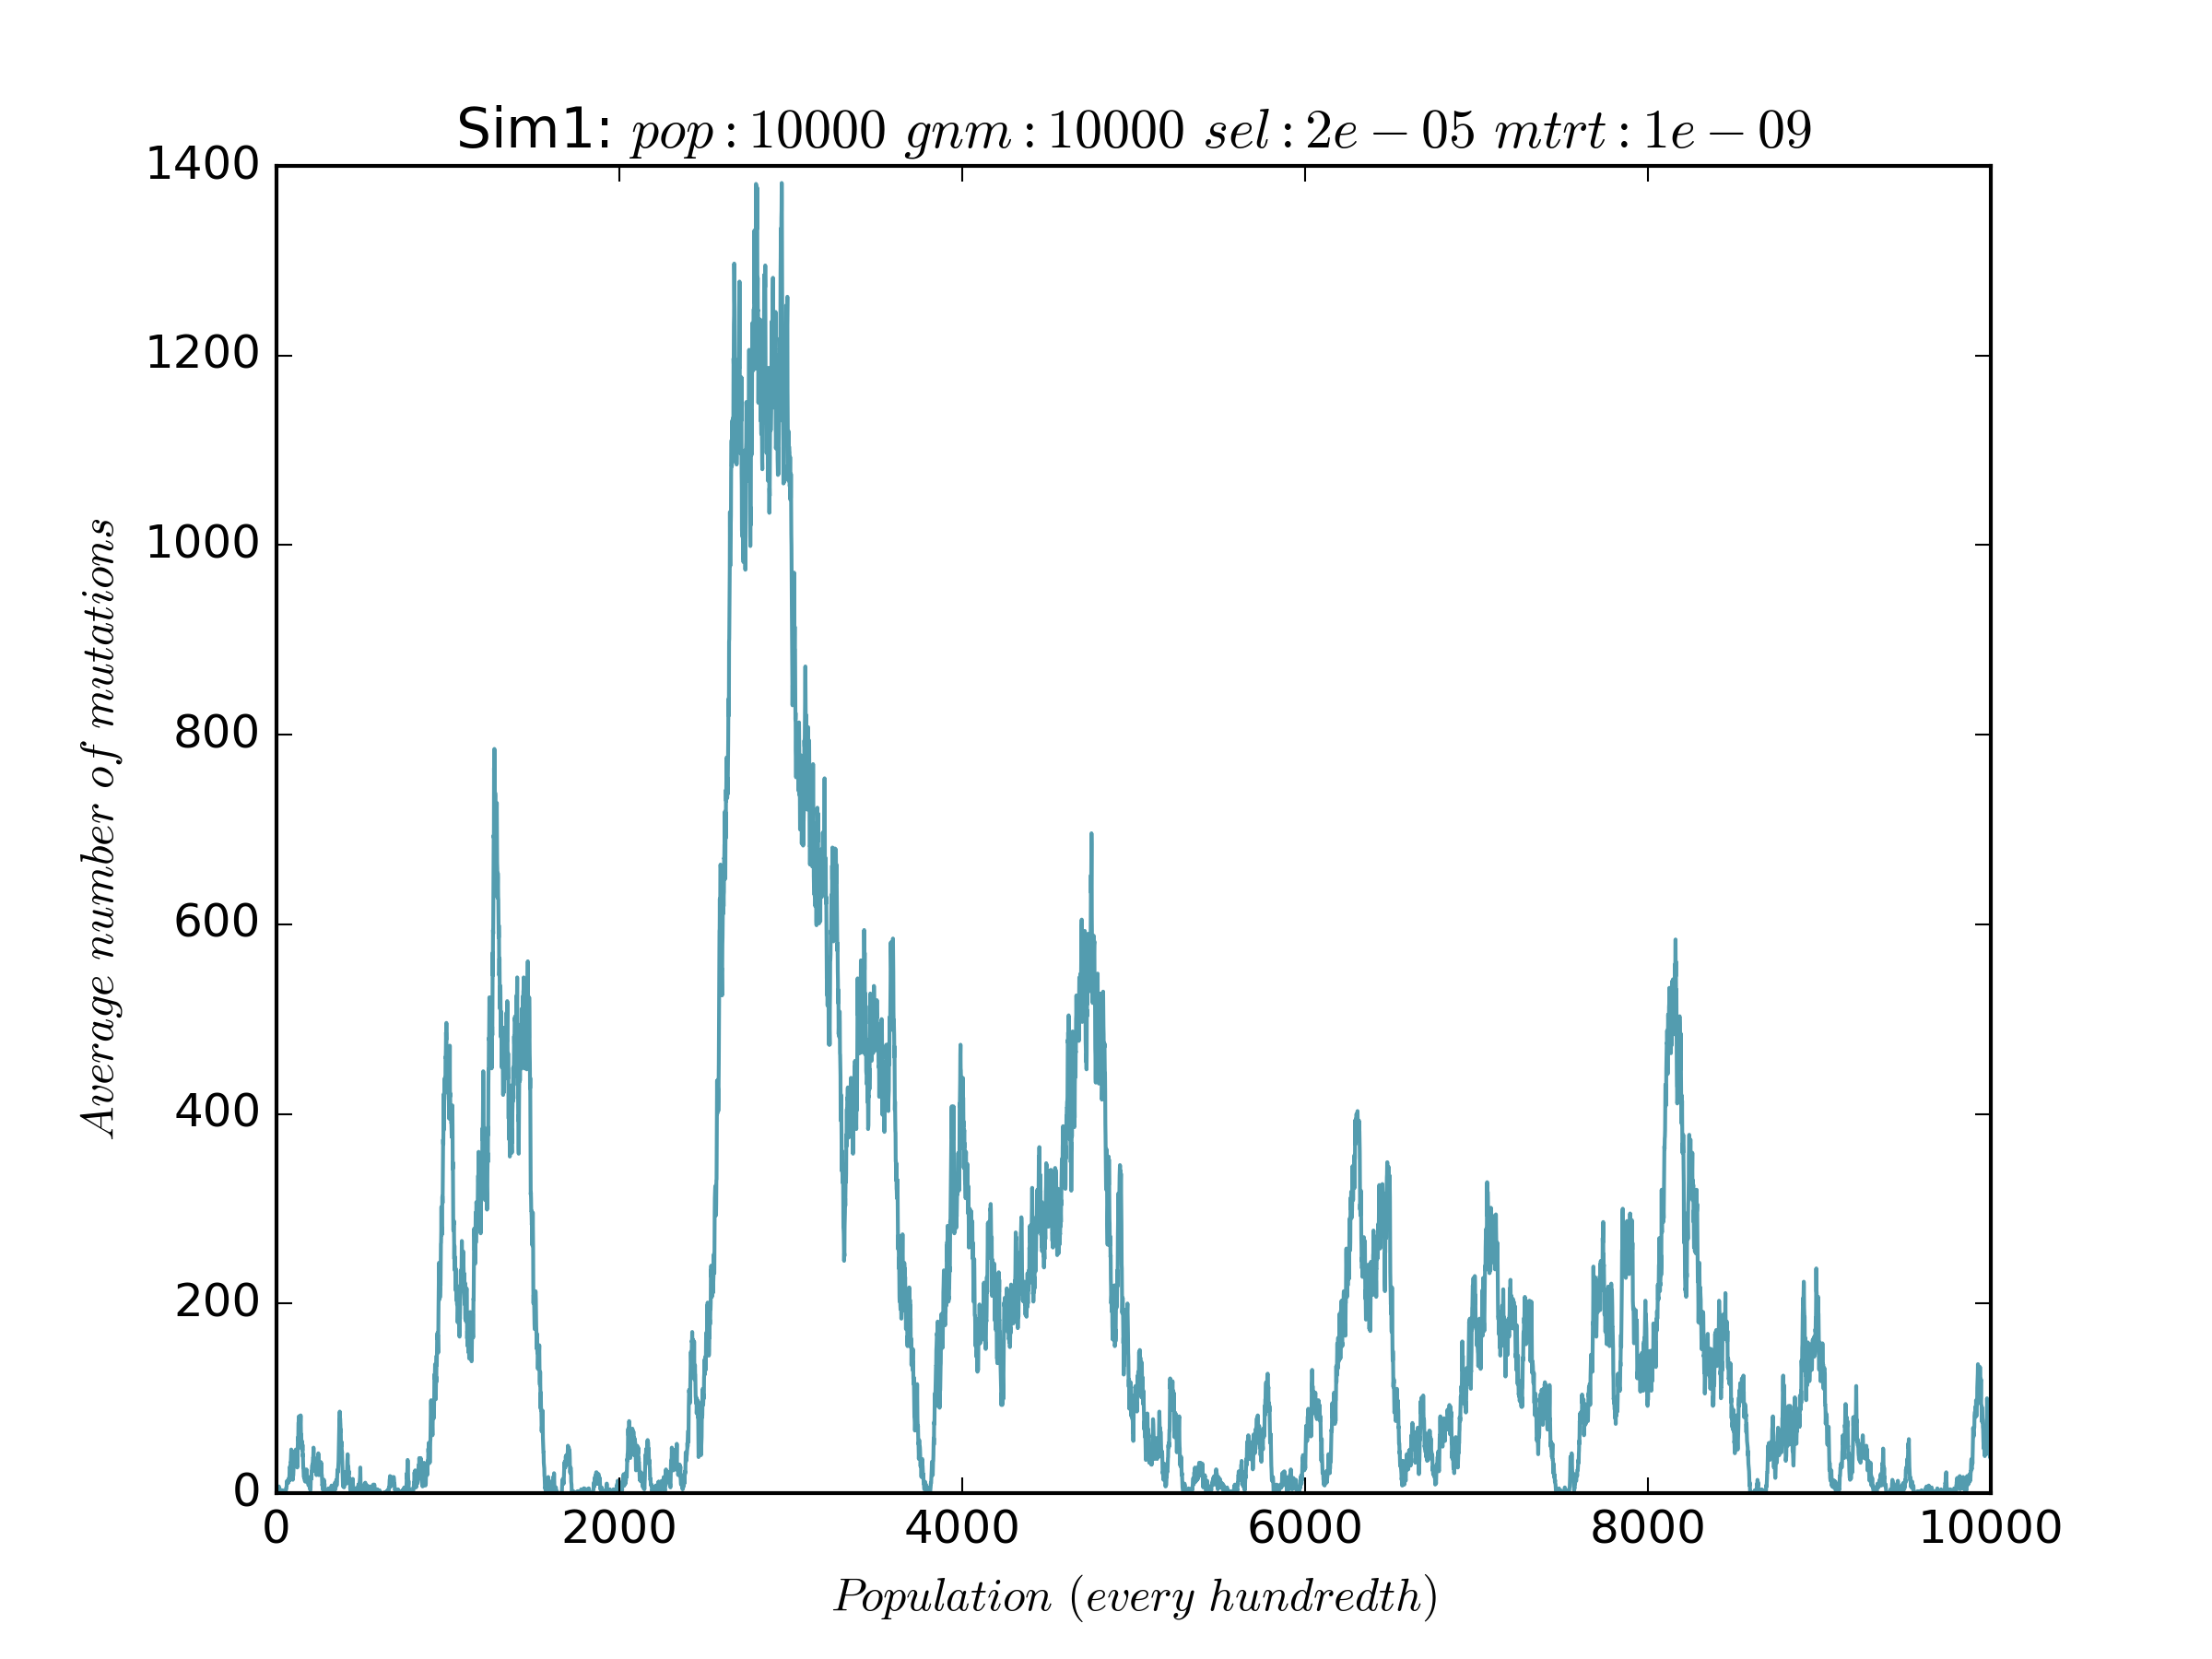 Sim1: pop : 10000 gnm : 10000 sel : 2e − 05 mtrt : 1e − 09
1400
1200
1000
800
600
400
200
0
Average number of mutations
0 2000 4000 6000 8000 10000
Population (every hundredth)